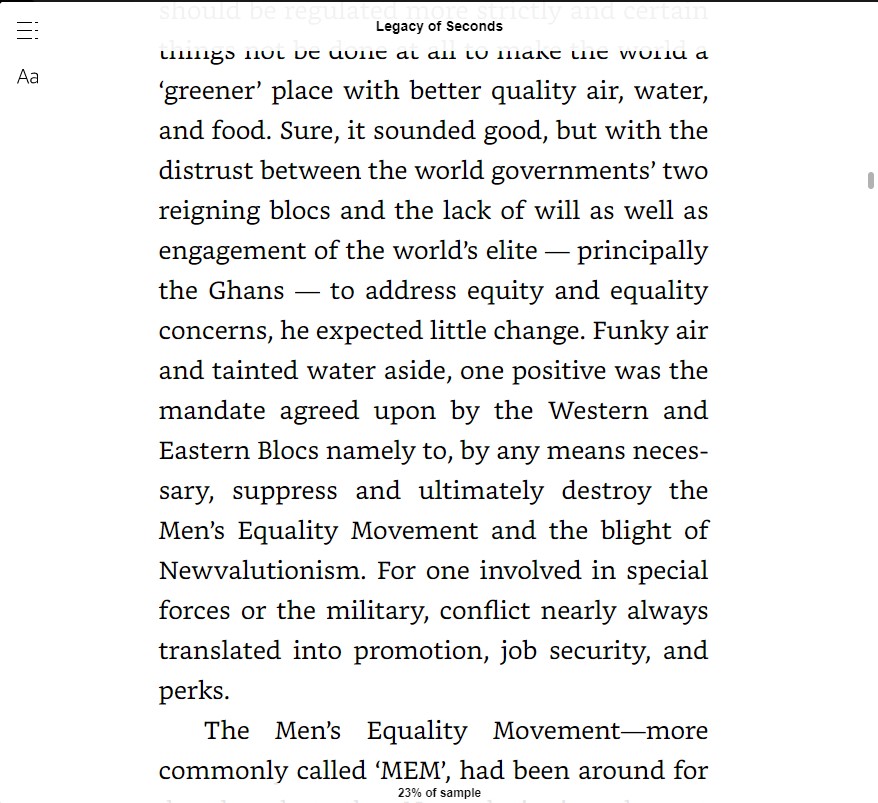 should be regulated more strictly and certain
Legacy of Seconds
things not be done at all to make the world a
Aa
‘greener’ place with better quality air, water,
and food. Sure, it sounded good, but with the
distrust between the world governments’ two
reigning blocs and the lack of will as well as
engagement of the world’s elite — principally
the Ghans — to address equity and equality
concerns, he expected little change. Funky air
and tainted water aside, one positive was the
mandate agreed upon by the Western and
Eastern Blocs namely to, by any means neces-
sary, suppress and ultimately destroy the
Men’s Equality Movement and the blight of
Newvalutionism. For one involved in special
forces or the military, conflict nearly always
translated into promotion, job security, and
perks.
The Men’s Equality Movement—more
commonly called ‘MEM’, had been around for
23% of sample